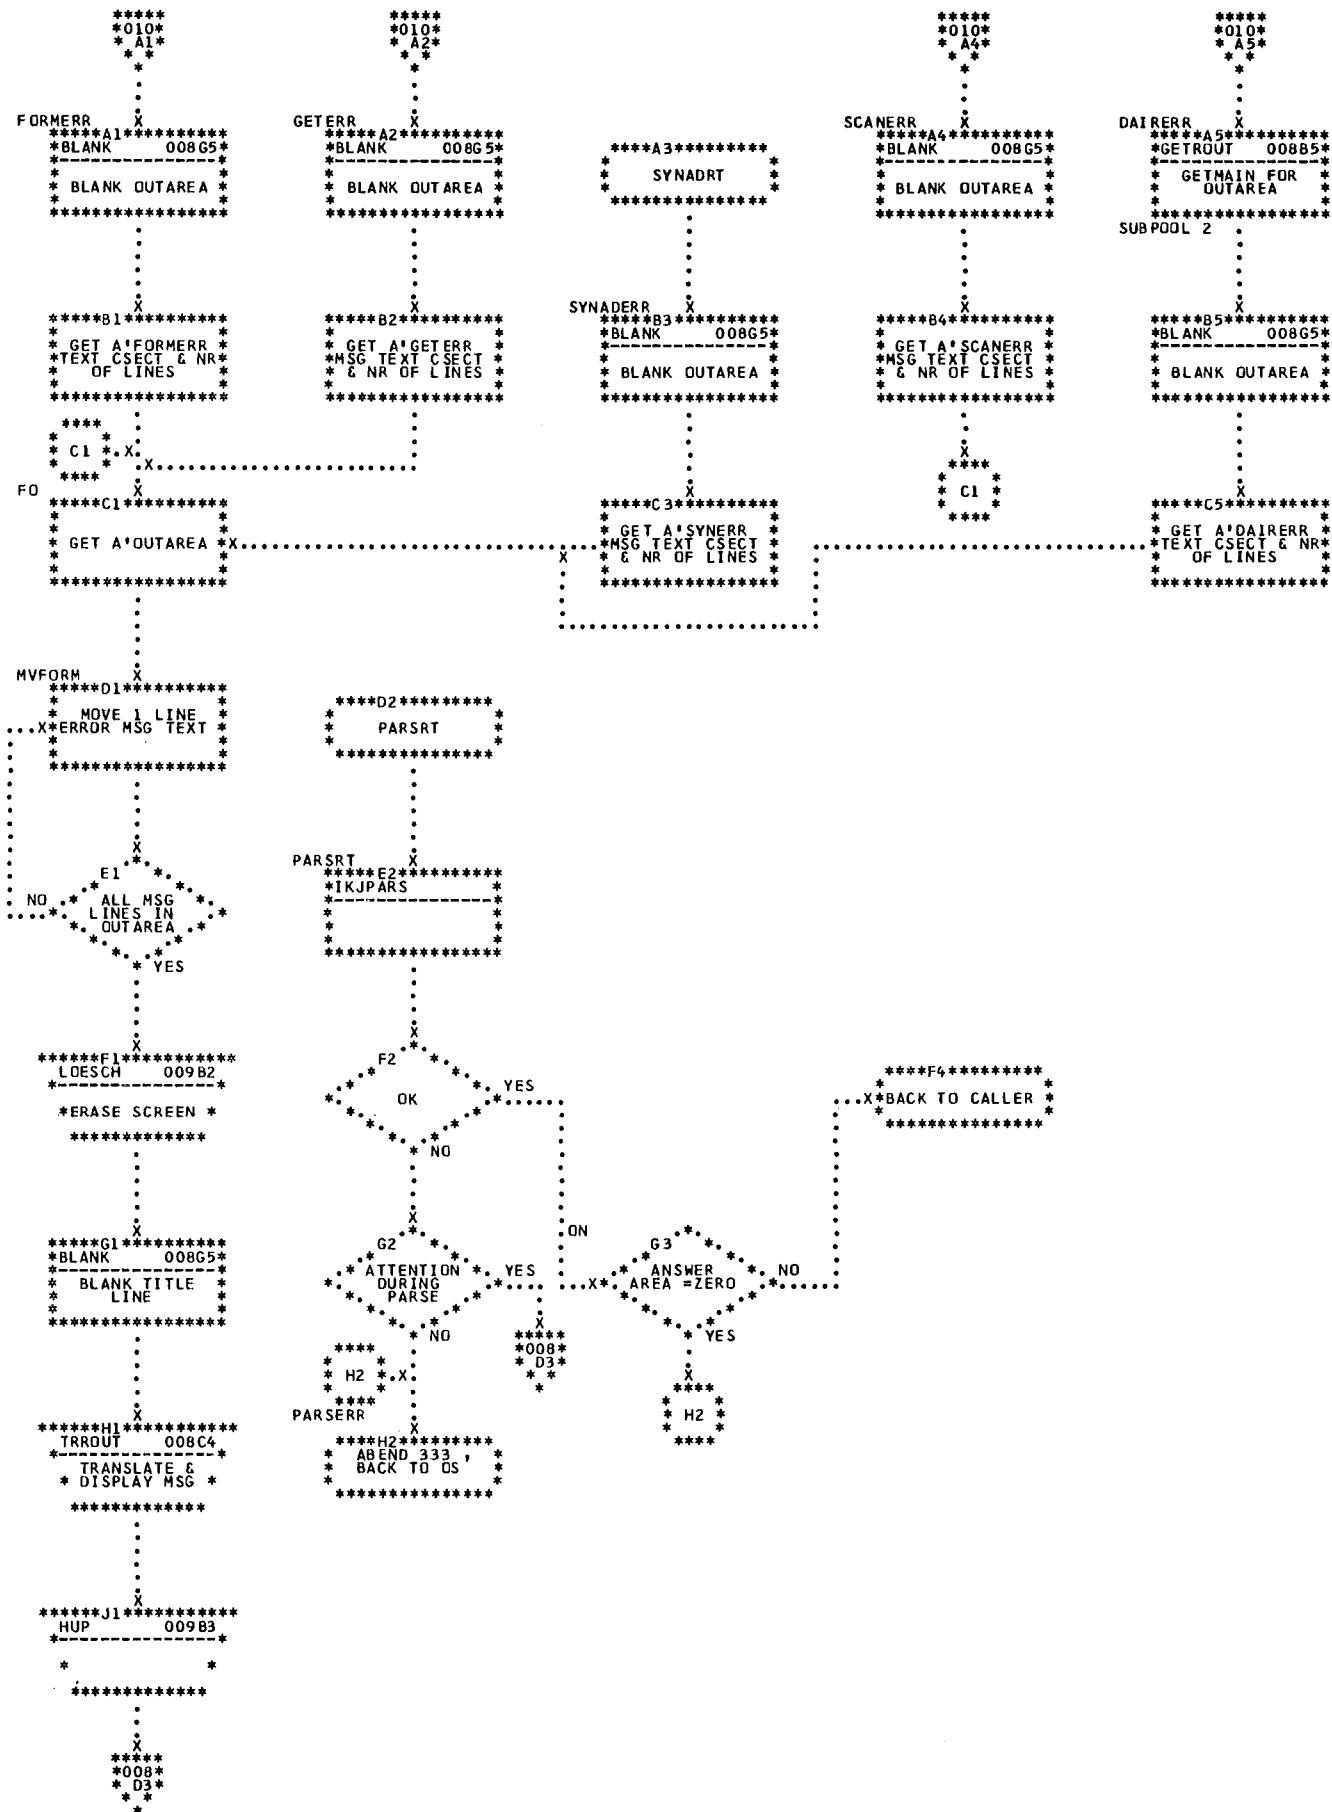 010 A1
010 A2
010 A4
010 A5
FORMERR
A1
BLANK 008G5
BLANK OUTAREA
GETERR
A2
BLANK 008G5
BLANK OUTAREA
A3
SYNADRT
SCANERR
A4
BLANK 008G5
BLANK OUTAREA
DAIRERR
A5
GETROUT 008B5
GETMAIN FOR
OUTAREA
SUBPOOL 2
B1
GET A'FORMERR
TEXT CSECT & NR
OF LINES
B2
GET A'GETERR
MSG TEXT CSECT
& NR OF LINES
SYNADERR
B3
BLANK 008G5
BLANK OUTAREA
B4
GET A'SCANERR
MSG TEXT CSECT
& NR OF LINES
B5
BLANK 008G5
BLANK OUTAREA
C1
C1
FO
C1
GET A'OUTAREA
C3
GET A'SYNERR
MSG TEXT CSECT
& NR OF LINES
C5
GET A'DAIRERR
TEXT CSECT & NR
OF LINES
MVFORM
D1
MOVE 1 LINE
ERROR MSG TEXT
D2
PARSRT
E1
ALL MSG
LINES IN
OUTAREA
NO
YES
PARSRT
E2
IKJPARS
F1
LOESCH 009B2
ERASE SCREEN
F2
OK
YES
NO
F4
BACK TO CALLER
G1
BLANK 008G5
BLANK TITLE
LINE
G2
ATTENTION
DURING
PARSE
YES
NO
ON
G3
ANSWER
AREA =ZERO
NO
YES
008 D3
H2
H2
PARSERR
H1
TRROUT 008C4
TRANSLATE &
DISPLAY MSG
H2
ABEND 333 ,
BACK TO OS
J1
HUP 009B3
008 D3